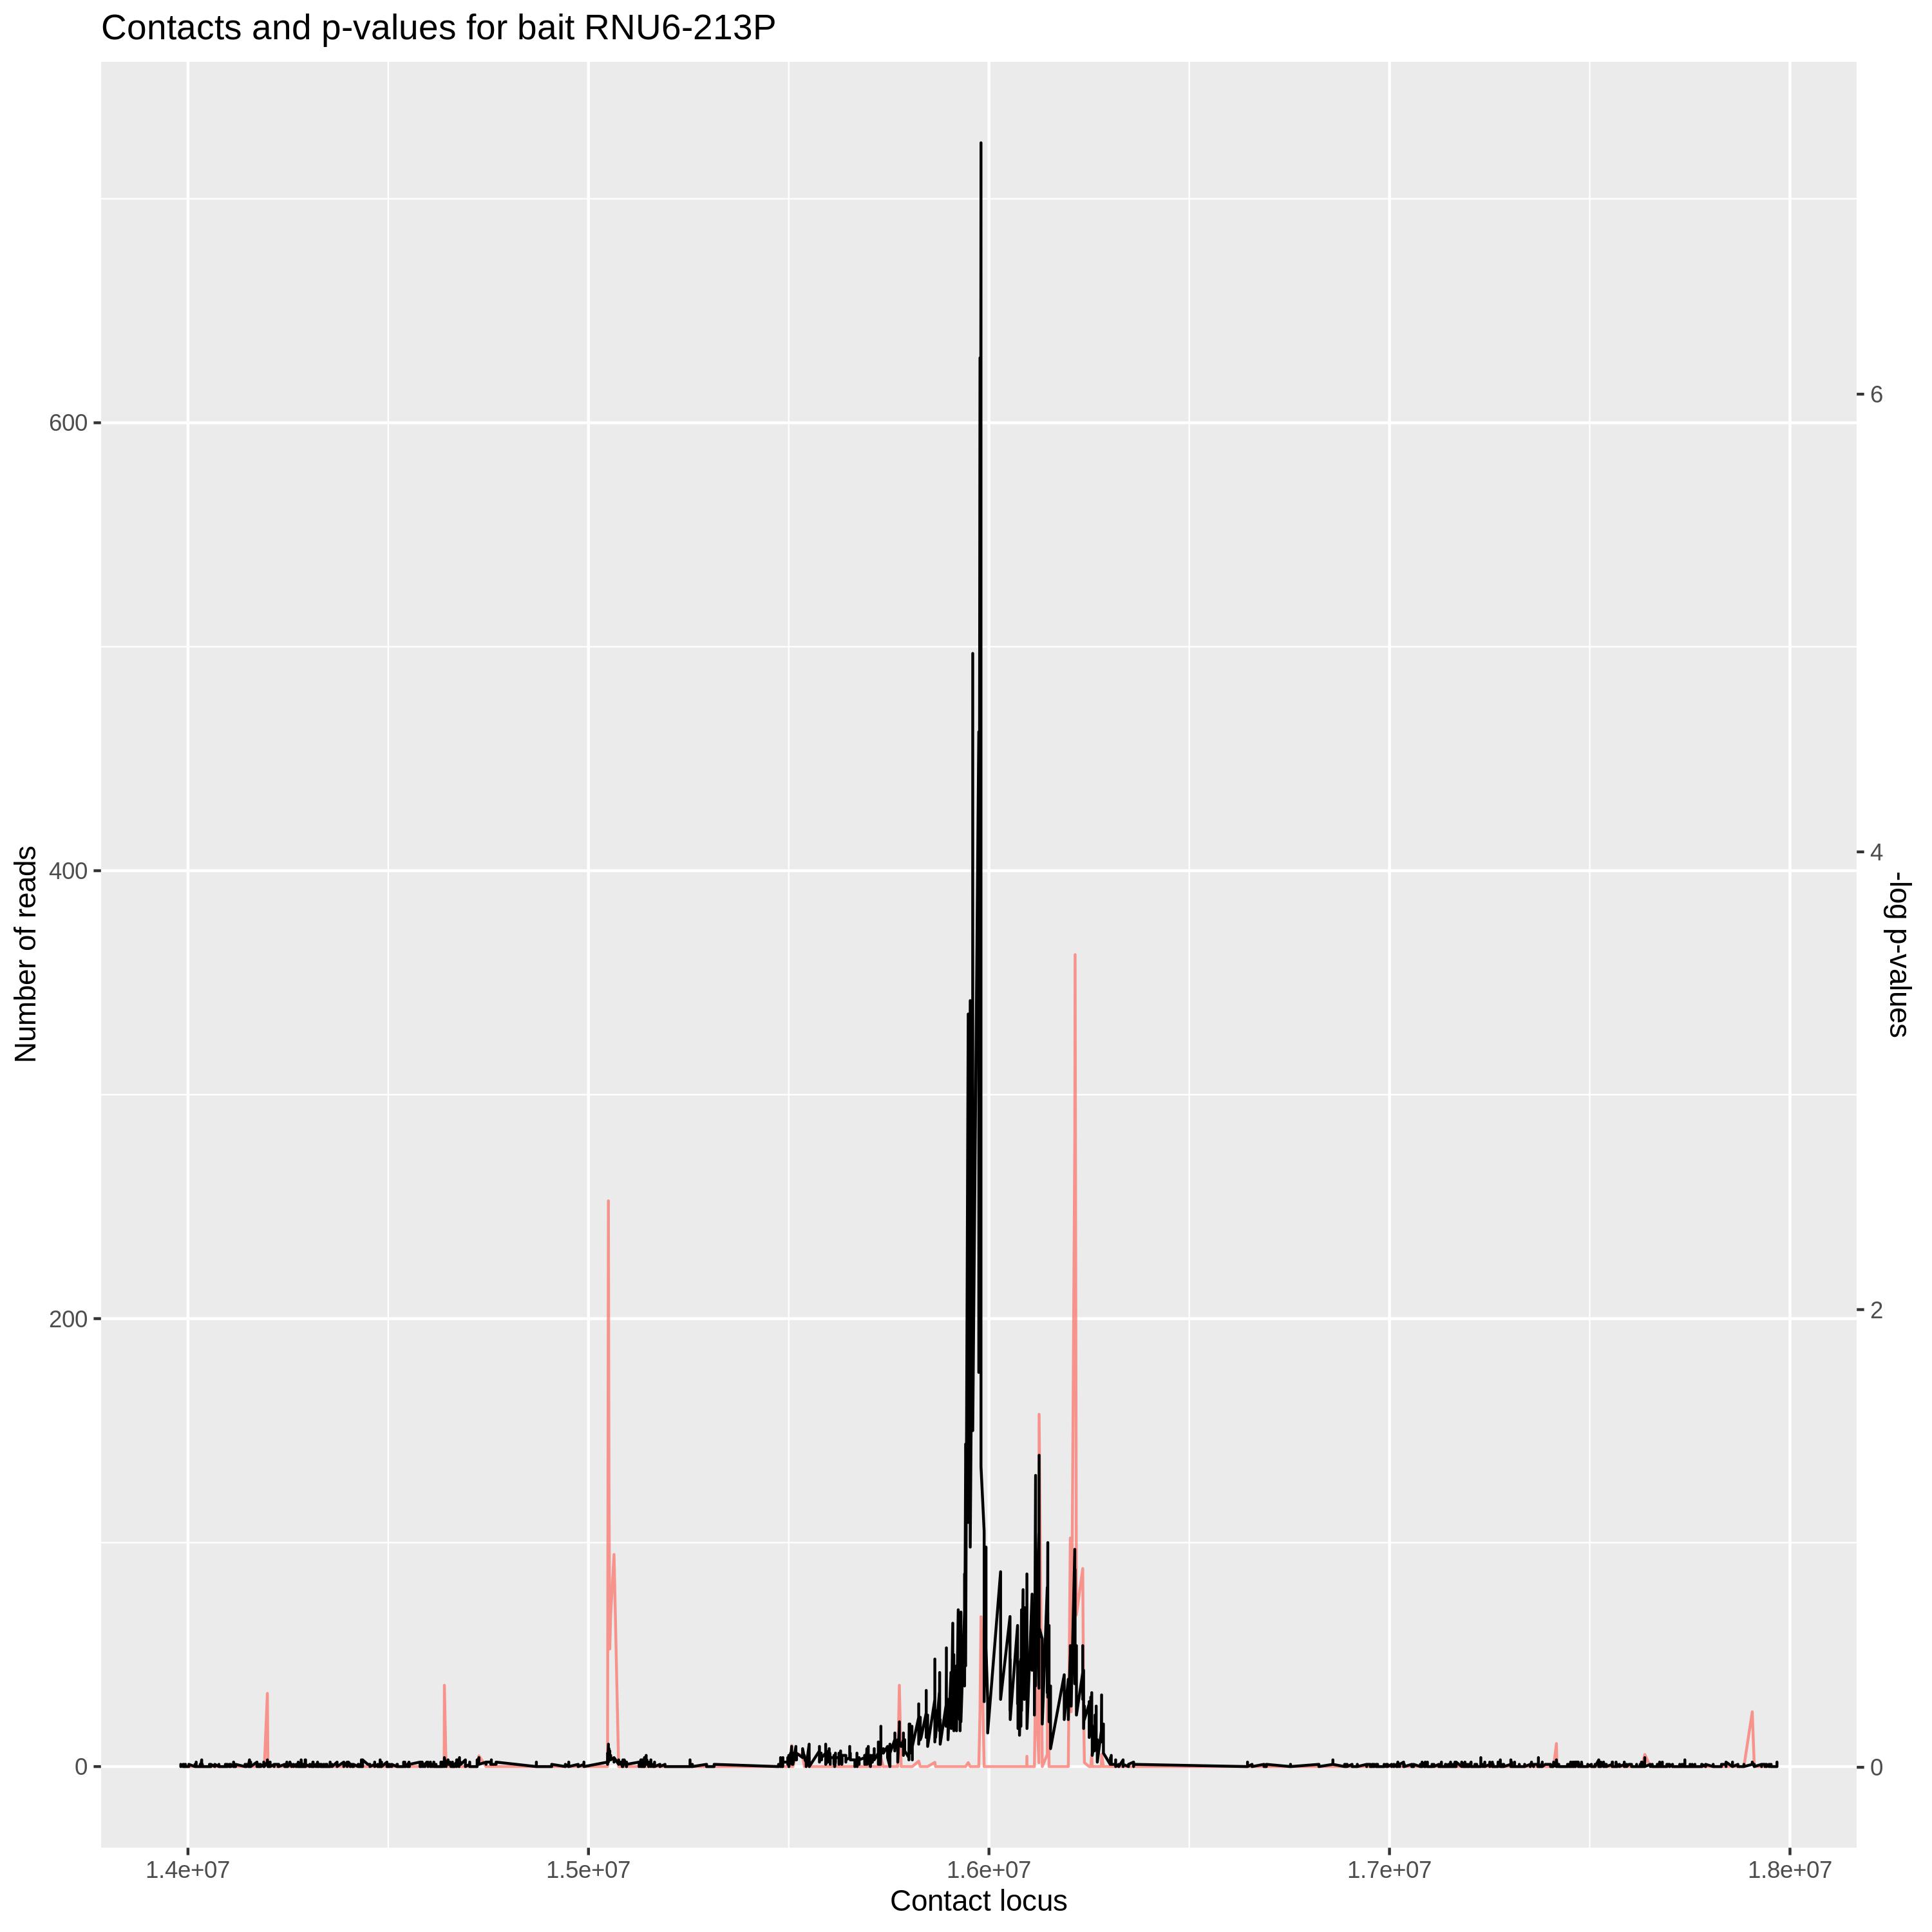 Contacts and p-values for bait RNU6-213P
600
400
200
0
6
4
2
0
Number of reads
-log p-values
1.4e+07
1.5e+07
1.6e+07
1.7e+07
1.8e+07
Contact locus